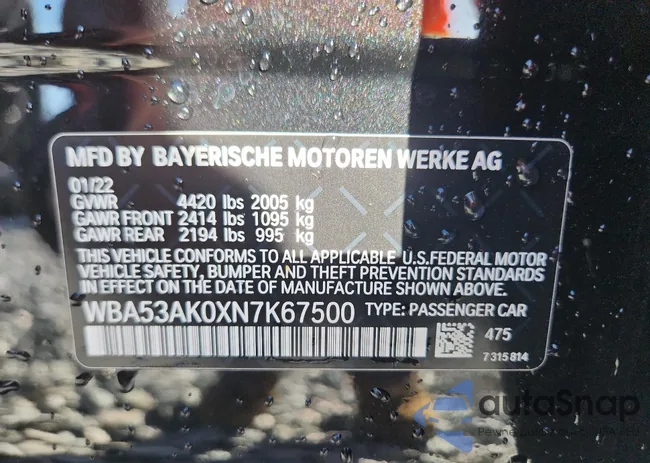 MFD BY BAYERISCHE MOTOREN WERKE AG
01/22
GVWR 4420 lbs 2005 kg
GAWR FRONT 2414 lbs 1095 kg
GAWR REAR 2194 lbs 995 kg
THIS VEHICLE CONFORMS TO ALL APPLICABLE U.S.FEDERAL MOTOR
VEHICLE SAFETY, BUMPER AND THEFT PREVENTION STANDARDS
IN EFFECT ON THE DATE OF MANUFACTURE SHOWN ABOVE.
WBA53AK0XN7K67500 TYPE: PASSENGER CAR
475
7315814
autoSnap